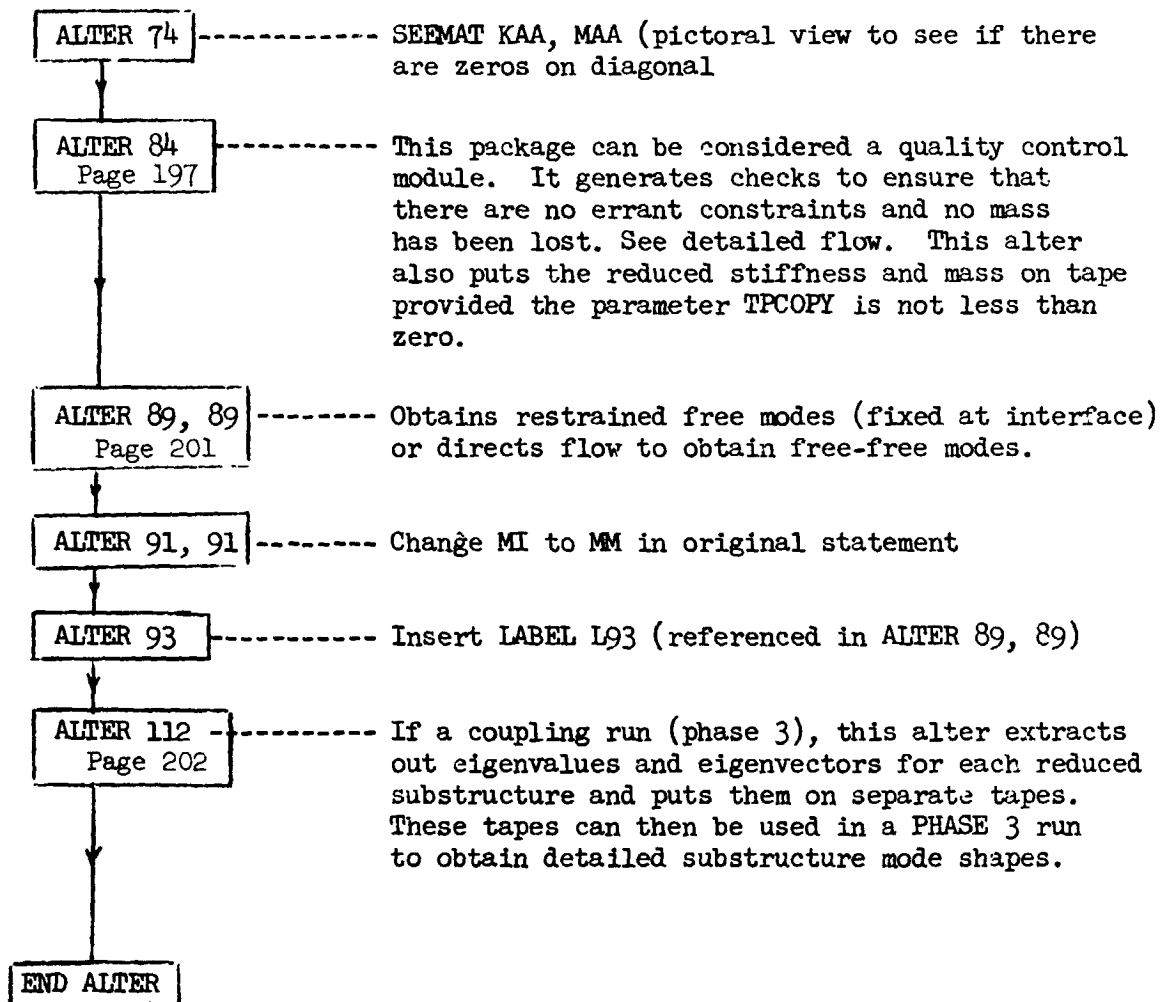 ALTER 74 ------------ SEEMAT KAA, MAA (pictoral view to see if there
are zeros on diagonal
ALTER 84
Page 197
This package can be considered a quality control
module. It generates checks to ensure that
there are no errant constraints and no mass
has been lost. See detailed flow. This alter
also puts the reduced stiffness and mass on tape
provided the parameter TPCOPY is not less than
zero.
ALTER 89, 89
Page 201
Obtains restrained free modes (fixed at interface)
or directs flow to obtain free-free modes.
ALTER 91, 91 -------- Change MI to MM in original statement
ALTER 93 ----------- Insert LABEL L93 (referenced in ALTER 89, 89)
ALTER 112
Page 202
If a coupling run (phase 3), this alter extracts
out eigenvalues and eigenvectors for each reduced
substructure and puts them on separate tapes.
These tapes can then be used in a PHASE 3 run
to obtain detailed substructure mode shapes.
END ALTER